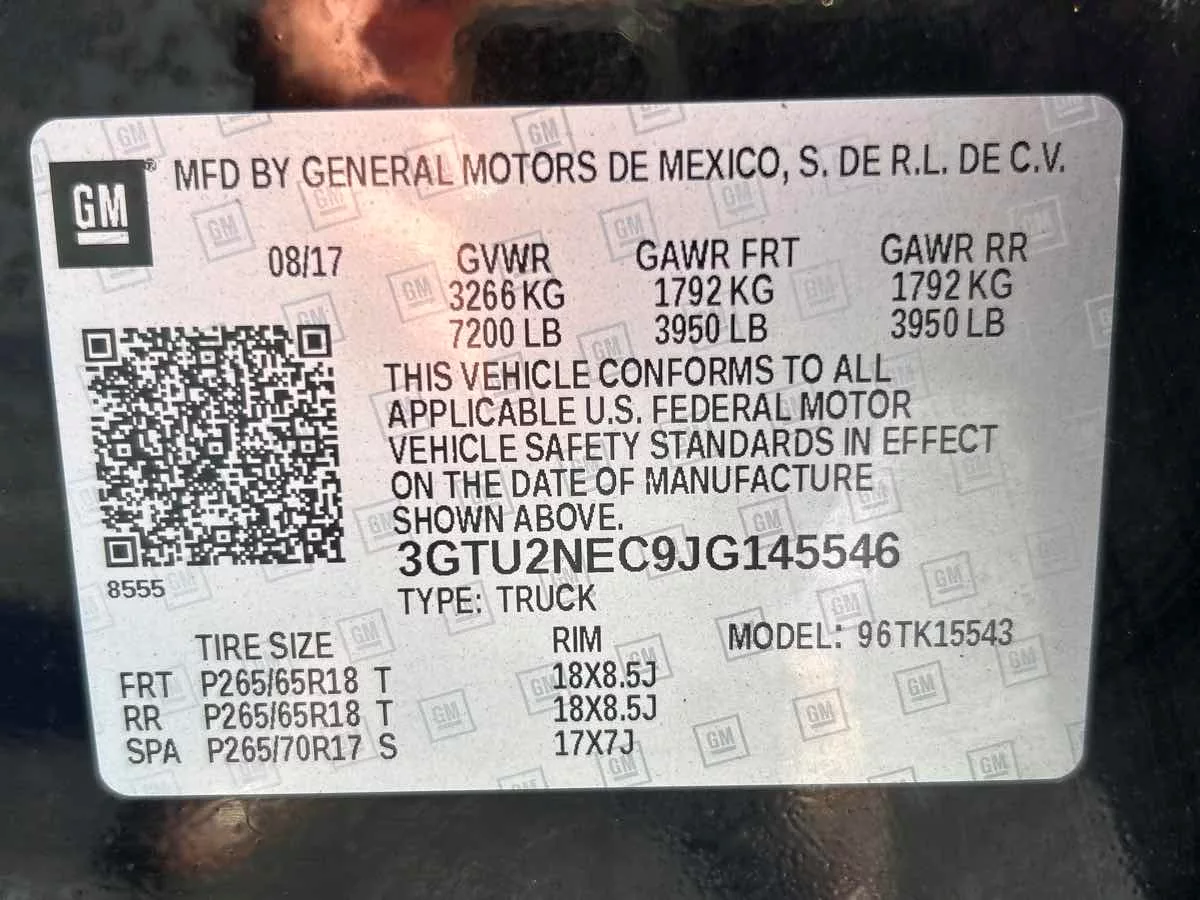 GM
MFD BY GENERAL MOTORS DE MEXICO, S. DE R.L. DE C.V.
08/17 GVWR GAWR FRT GAWR RR
3266 KG 1792 KG 1792 KG
7200 LB 3950 LB 3950 LB
THIS VEHICLE CONFORMS TO ALL
APPLICABLE U.S. FEDERAL MOTOR
VEHICLE SAFETY STANDARDS IN EFFECT
ON THE DATE OF MANUFACTURE
SHOWN ABOVE.
3GTU2NEC9JG145546
8555
TYPE: TRUCK
TIRE SIZE RIM MODEL: 96TK15543
FRT P265/65R18 T 18X8.5J
RR P265/65R18 T 18X8.5J
SPA P265/70R17 S 17X7J